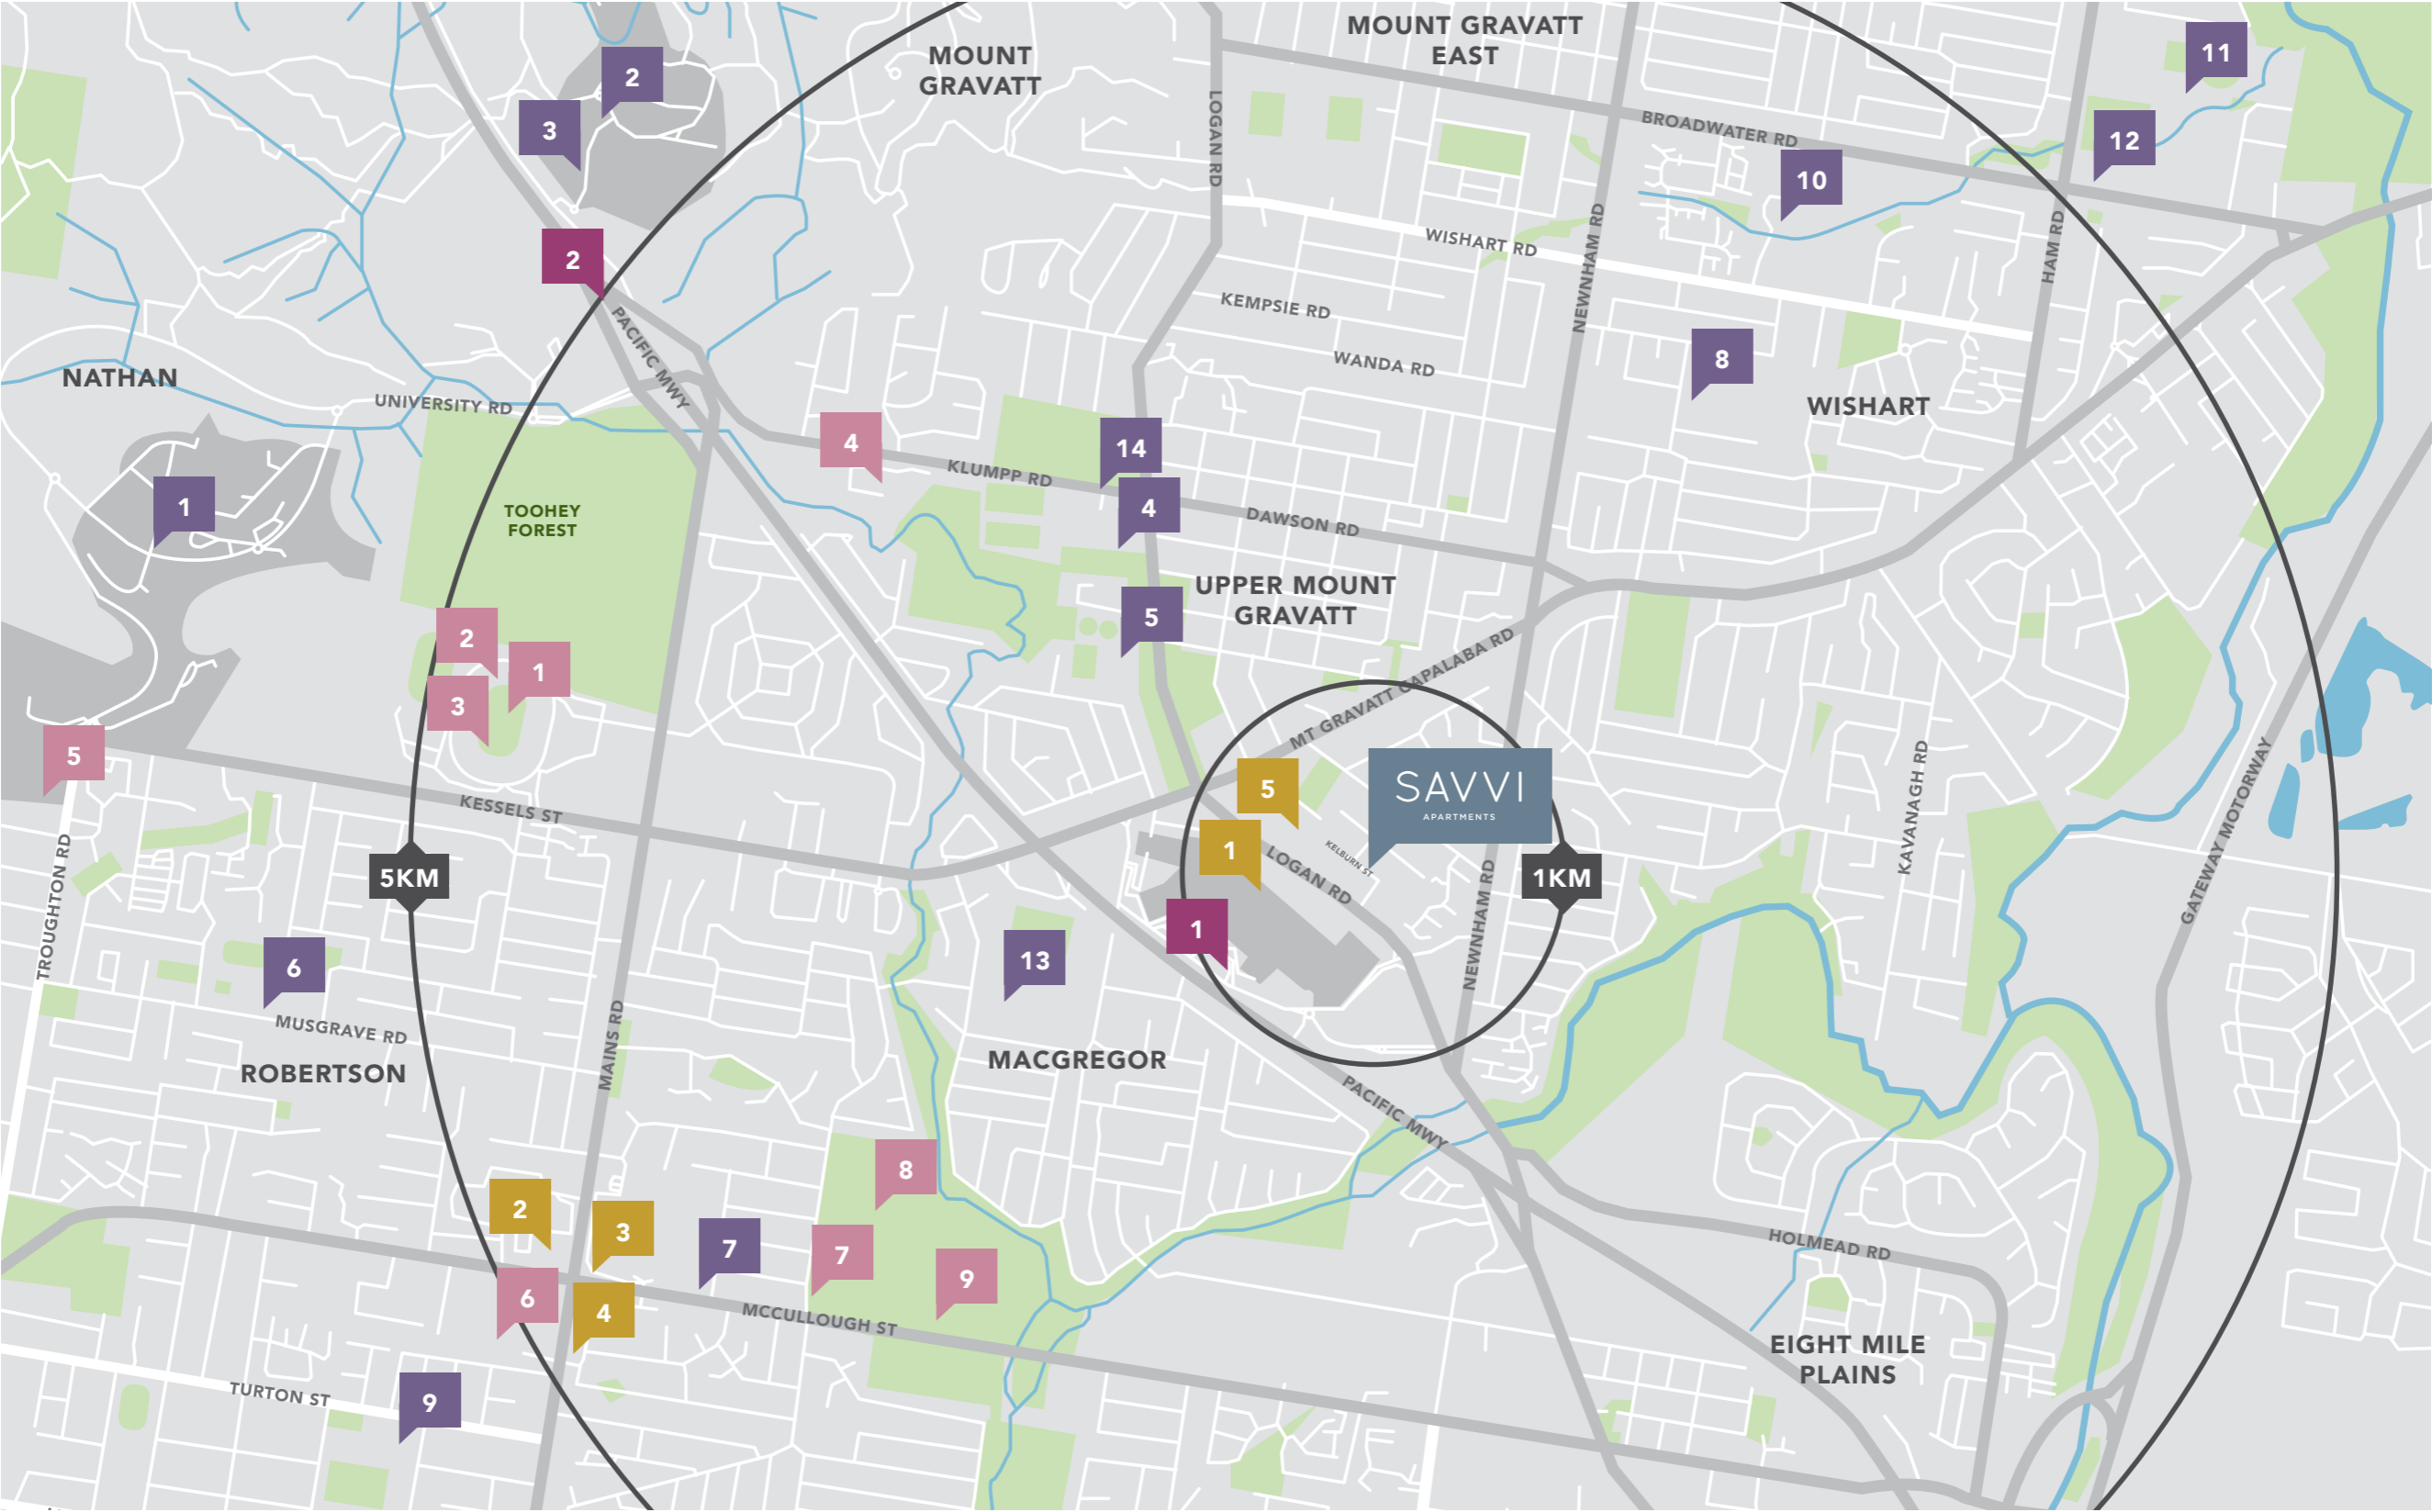 MOUNT GRAVATT
EAST
MOUNT
GRAVATT
11
2
3
LOGAN RD
BROADWATER RD
12
10
2
WISHART RD
NEWNHAM RD
HAM RD
KEMPSIE RD
PACIFIC MWY
WANDA RD
8
NATHAN
UNIVERSITY RD
WISHART
4
14
KLUMPP RD
1
TOOHEY
FOREST
4
DAWSON RD
UPPER MOUNT
GRAVATT
5
2
1
3
MT GRAVATT CAPALABA RD
5
5
SAVVI
APARTMENTS
KESSELS ST
KAVANAGH RD
GATEWAY MOTORWAY
1
KELBURN ST
LOGAN RD
5KM
1KM
TROUGHTON RD
NEWNHAM RD
1
6
13
MUSGRAVE RD
MAINS RD
ROBERTSON
MACGREGOR
PACIFIC MWY
8
2
3
7
7
9
HOLMEAD RD
6
4
MCCULLOUGH ST
EIGHT MILE
PLAINS
TURTON ST
9